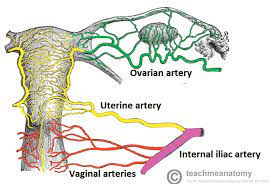 Ovarian artery
Uterine artery
Internal iliac artery
Vaginal arteries
© teachmeanatomy